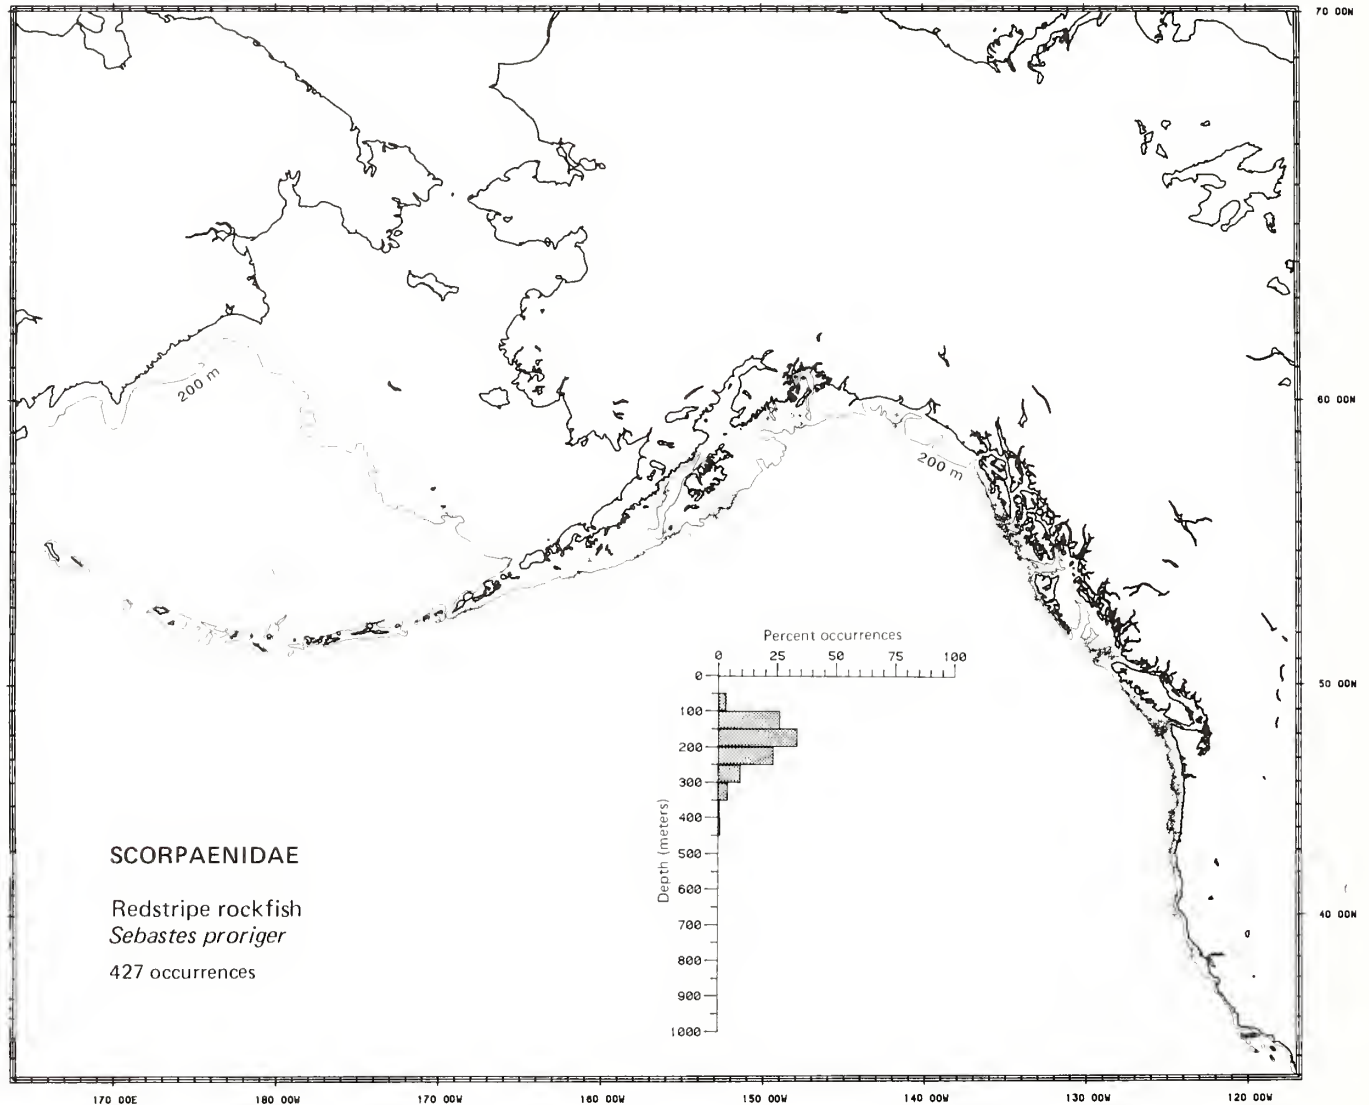 70 00N
200 m
60 00N
200 m
Percent occurrences
0 25 50 75 100
0
100
200
300
400
500
600
700
800
900
1000
Depth (meters)
50 00N
40 00N
SCORPAENIDAE
Redstripe rockfish
Sebastes proriger
427 occurrences
170 00E 180 00W 170 00W 160 00W 150 00W 140 00W 130 00W 120 00W